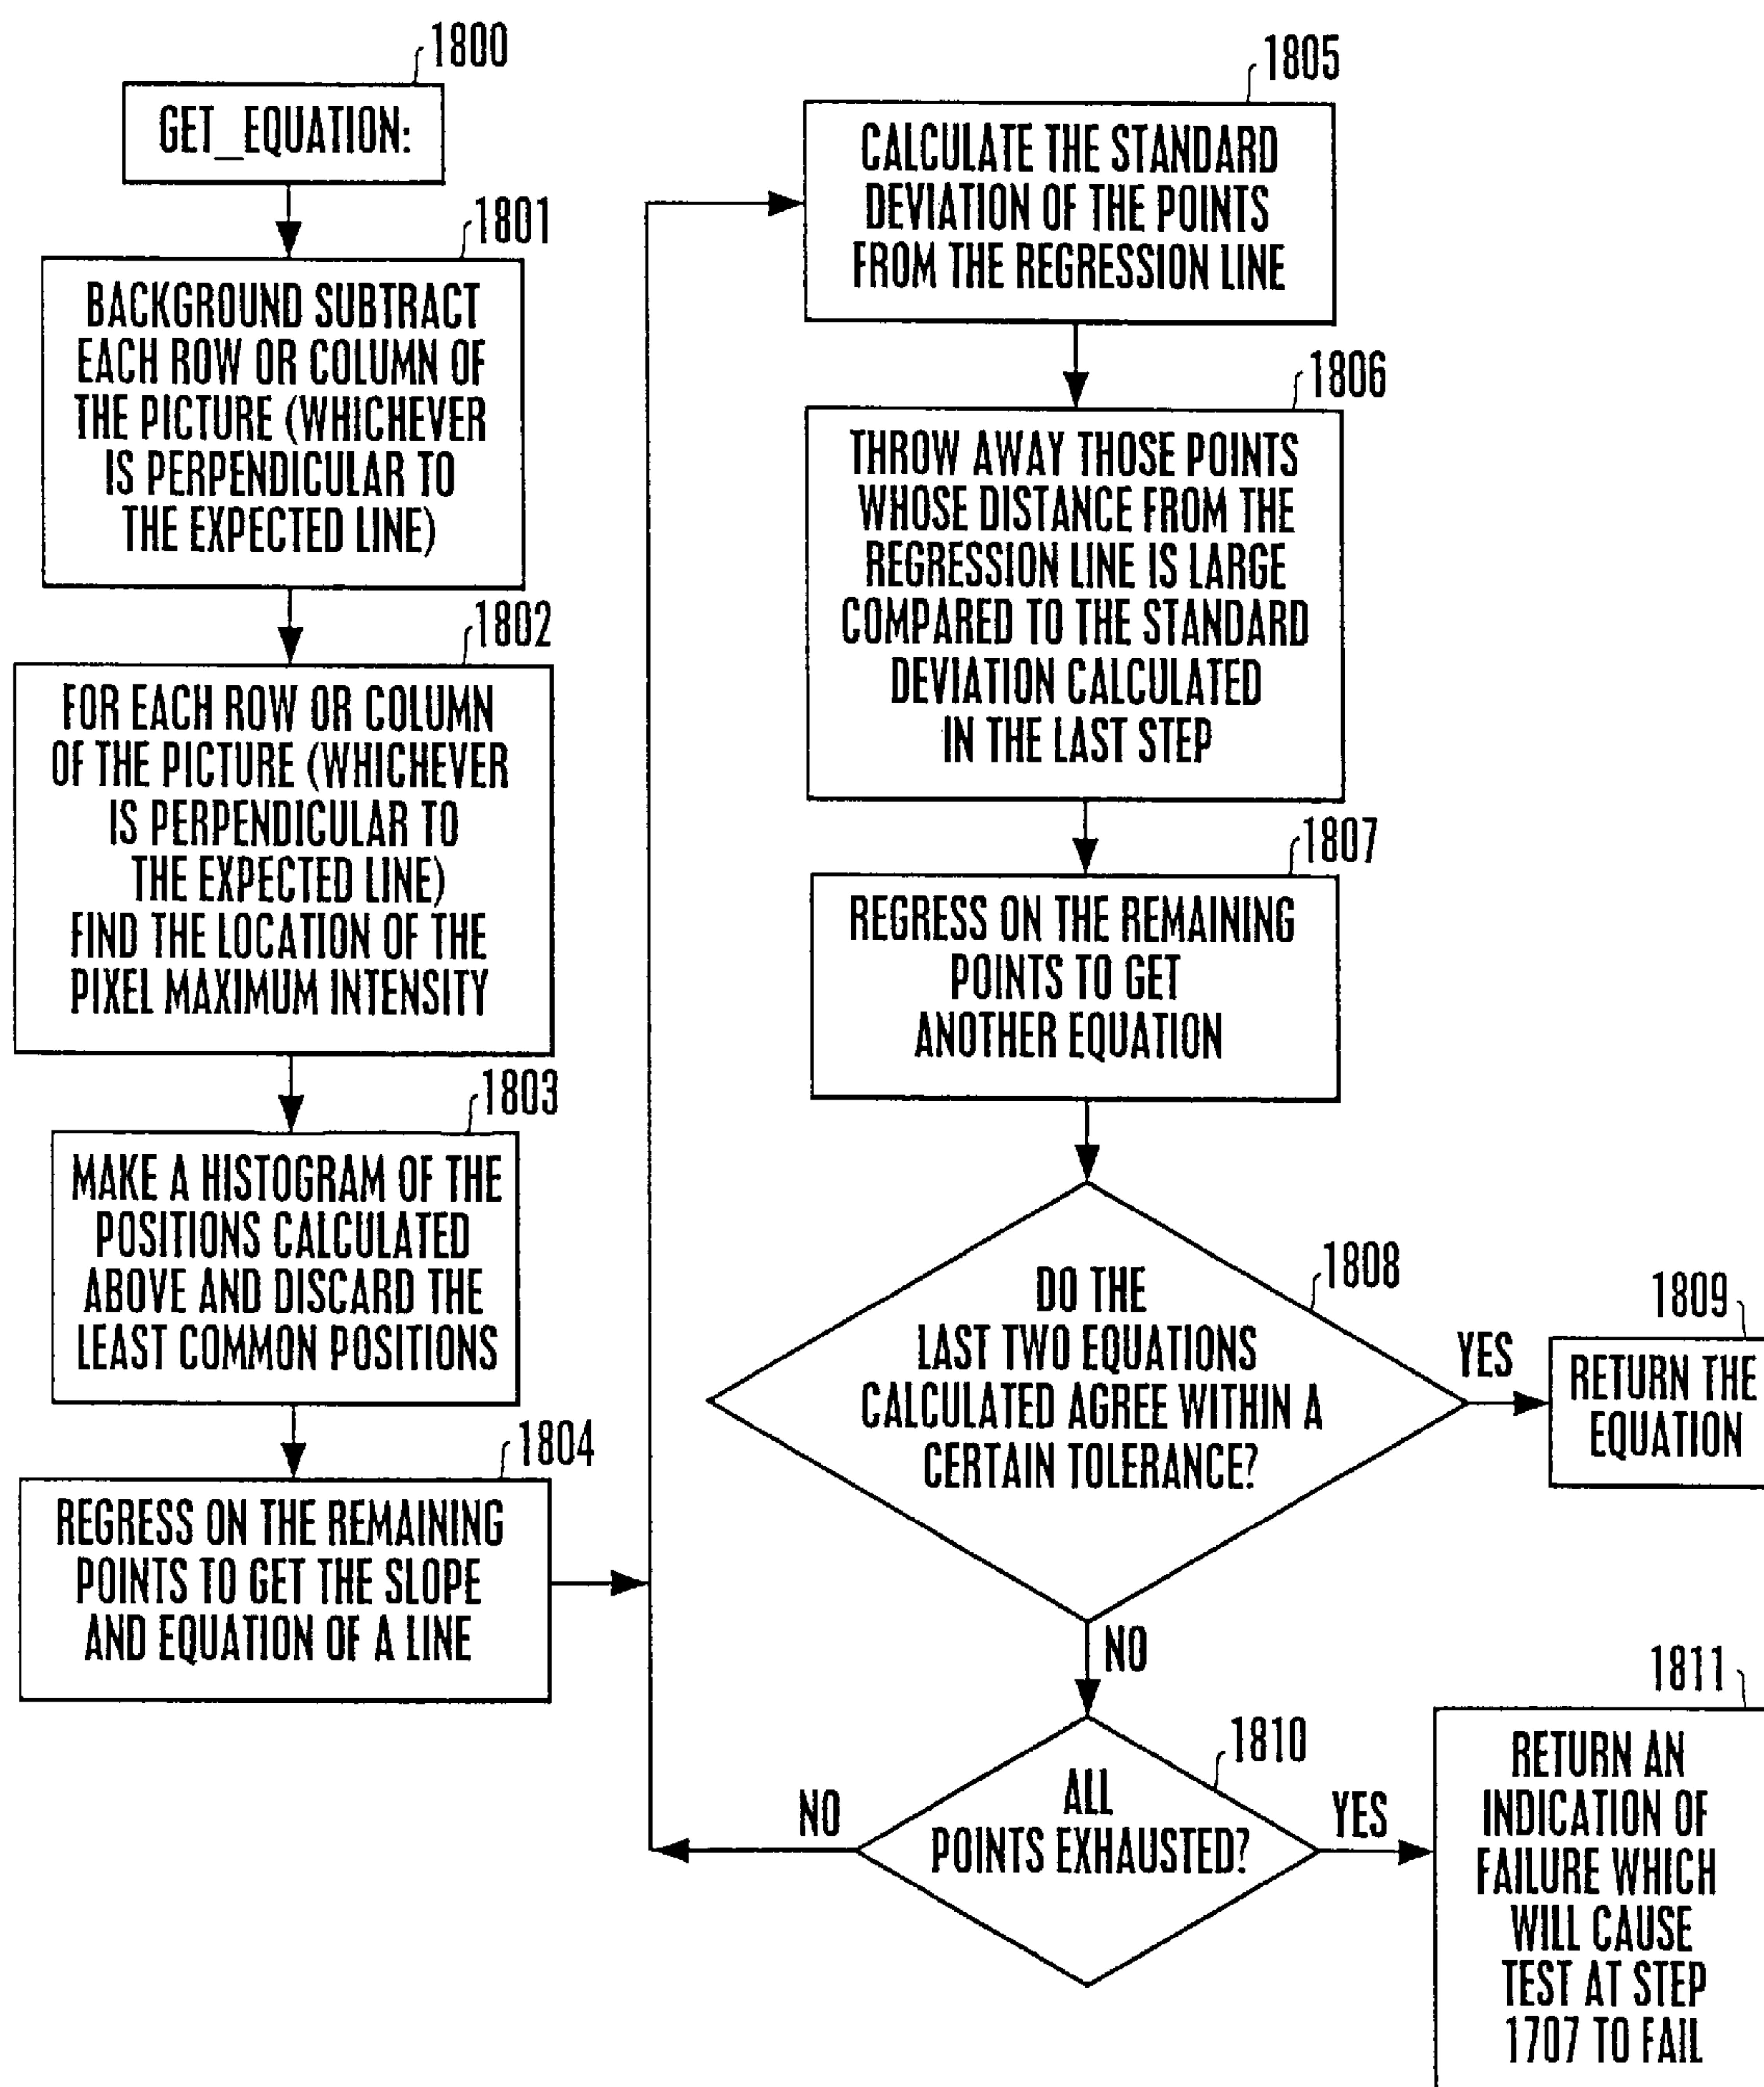 1800
GET_EQUATION:
1801
BACKGROUND SUBTRACT
EACH ROW OR COLUMN OF
THE PICTURE (WHICHEVER
IS PERPENDICULAR TO
THE EXPECTED LINE)
1802
FOR EACH ROW OR COLUMN
OF THE PICTURE (WHICHEVER
IS PERPENDICULAR TO
THE EXPECTED LINE)
FIND THE LOCATION OF THE
PIXEL MAXIMUM INTENSITY
1803
MAKE A HISTOGRAM OF THE
POSITIONS CALCULATED
ABOVE AND DISCARD THE
LEAST COMMON POSITIONS
1804
REGRESS ON THE REMAINING
POINTS TO GET THE SLOPE
AND EQUATION OF A LINE
1805
CALCULATE THE STANDARD
DEVIATION OF THE POINTS
FROM THE REGRESSION LINE
1806
THROW AWAY THOSE POINTS
WHOSE DISTANCE FROM THE
REGRESSION LINE IS LARGE
COMPARED TO THE STANDARD
DEVIATION CALCULATED
IN THE LAST STEP
1807
REGRESS ON THE REMAINING
POINTS TO GET
ANOTHER EQUATION
1808
DO THE
LAST TWO EQUATIONS
CALCULATED AGREE WITHIN A
CERTAIN TOLERANCE?
YES
1809
RETURN THE
EQUATION
NO
1810
ALL
POINTS EXHAUSTED?
NO
YES
1811
RETURN AN
INDICATION OF
FAILURE WHICH
WILL CAUSE
TEST AT STEP
1707 TO FAIL